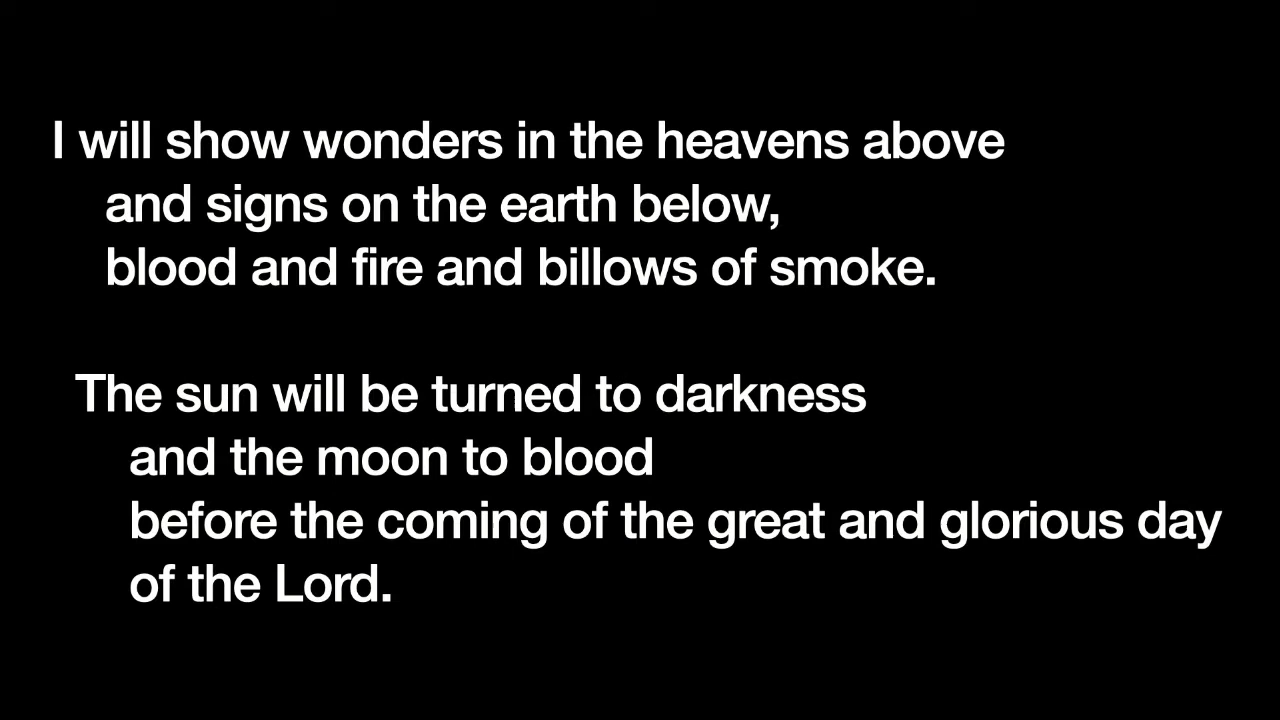 I will show wonders in the heavens above
and signs on the earth below,
blood and fire and billows of smoke.
The sun will be turned to darkness
and the moon to blood
before the coming of the great and glorious day
of the Lord.